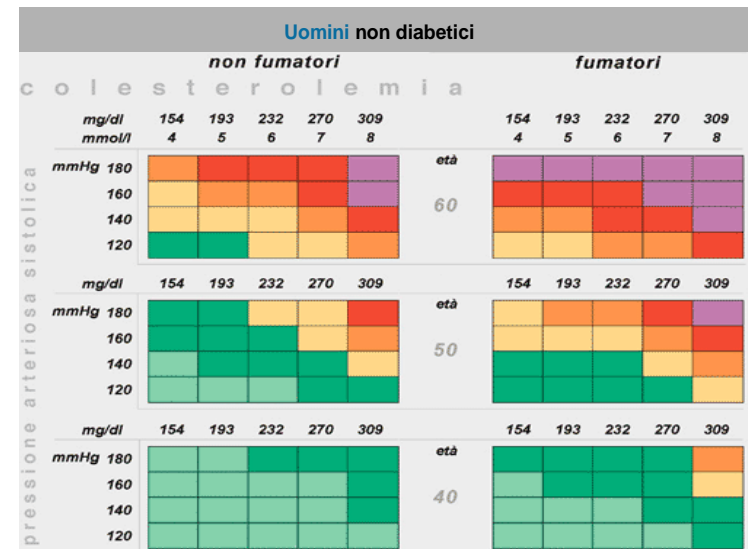 Uomini non diabetici
non fumatori fumatori
colesterolemia
mg/dl 154 193 232 270 309 154 193 232 270 309
mmol/l 4 5 6 7 8 4 5 6 7 8
pressione arteriosa sistolica
mmHg 180 età
160
60
140
120
mg/dl 154 193 232 270 309 154 193 232 270 309
mmHg 180 età
160
50
140
120
mg/dl 154 193 232 270 309 154 193 232 270 309
mmHg 180 età
160
40
140
120